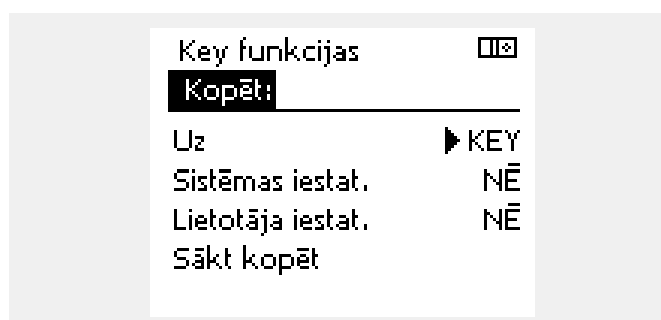 Key funkcijas
Kopēt:
Uz KEY
Sistēmas iestat. NĒ
Lietotāja iestat. NĒ
Sākt kopēt